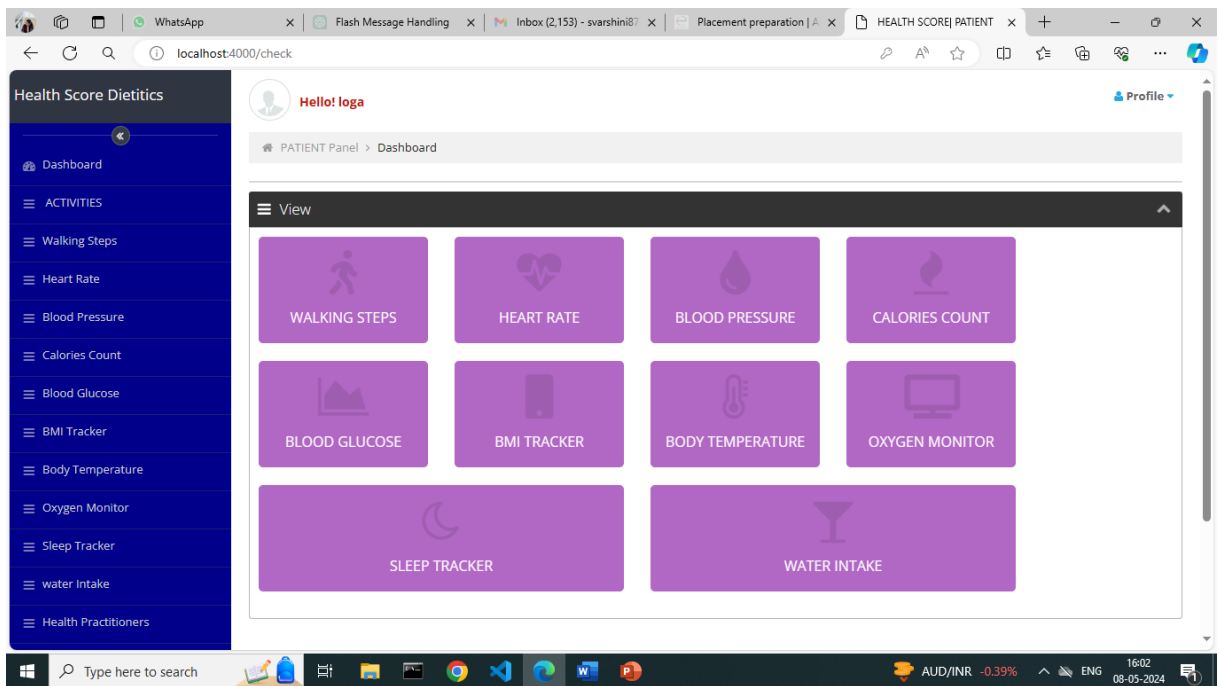 WhatsApp
Flash Message Handling
Inbox (2,153) - svarshini87
Placement preparation | A
HEALTH SCORE| PATIENT
localhost:4000/check
Health Score Dietitics
Hello! loga
Profile
PATIENT Panel > Dashboard
Dashboard
ACTIVITIES
Walking Steps
Heart Rate
Blood Pressure
Calories Count
Blood Glucose
BMI Tracker
Body Temperature
Oxygen Monitor
Sleep Tracker
water Intake
Health Practitioners
View
WALKING STEPS
HEART RATE
BLOOD PRESSURE
CALORIES COUNT
BLOOD GLUCOSE
BMI TRACKER
BODY TEMPERATURE
OXYGEN MONITOR
SLEEP TRACKER
WATER INTAKE
Type here to search
AUD/INR -0.39%
ENG
16:02
08-05-2024